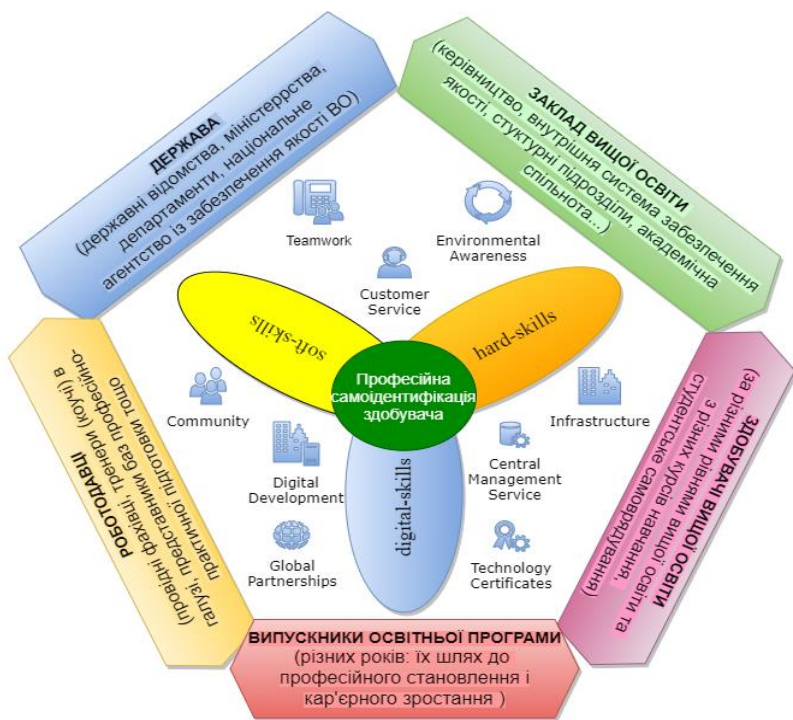 ДЕРЖАВА
(державні відомства, міністеррства,
департаменти, національне
агентство із забезпечення якості ВО)
ЗАКЛАД ВИЩОЇ ОСВІТИ
(керівництво, внутрішня система забезпечення
якості, стуктурні підрозділи, академічна
спільнота...)
Teamwork
Environmental
Awareness
Customer
Service
soft-skills
hard-skills
Професійна
самоідентифікація
здобувача
digital-skills
Community
Infrastructure
Digital
Development
Central
Management
Service
Global
Partnerships
Technology
Certificates
РОБОТОДАВЦІ
(провідні фахівці, тренери (коучі) в
галузі, представники баз професійно-
практичної підготовки тощо
ЗДОБУВАЧІ ВИЩОЇ ОСВІТИ
(за різними рівнями вищої освіти та
з різних курсів навчання,
студентське самоврядування)
ВИПУСКНИКИ ОСВІТНЬОЇ ПРОГРАМИ
(різних років: їх шлях до
професійного становлення і
кар'єрного зростання )